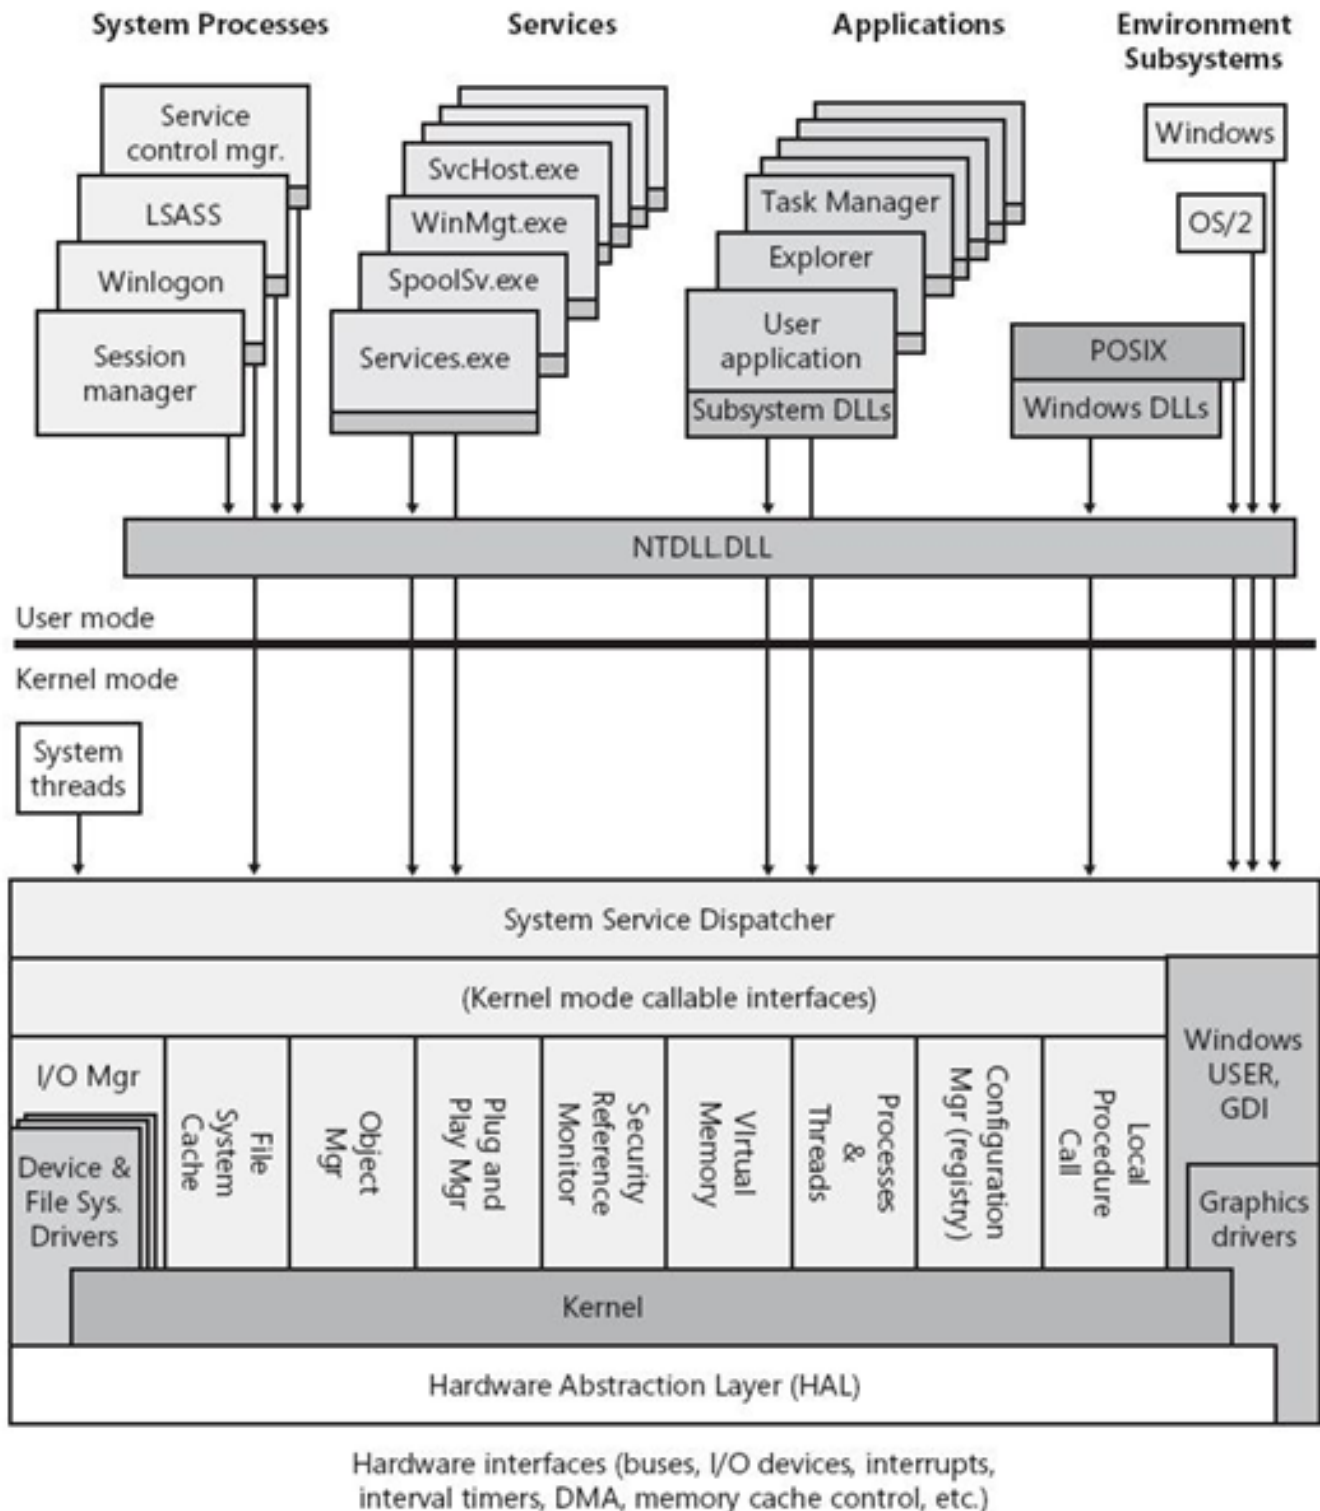 System Processes
Services
Applications
Environment
Subsystems
Service
control mgr.
LSASS
Winlogon
Session
manager
SvcHost.exe
WinMgt.exe
SpoolSv.exe
Services.exe
Task Manager
Explorer
User
application
Subsystem DLLs
Windows
OS/2
POSIX
Windows DLLs
NTDLL.DLL
User mode
Kernel mode
System
threads
System Service Dispatcher
(Kernel mode callable interfaces)
I/O Mgr
Device &
File Sys.
Drivers
File
System
Cache
Object
Mgr
Plug and
Play Mgr
Security
Reference
Monitor
VIrtual
Memory
Processes
&
Threads
Configuration
Mgr (registry)
Local
Procedure
Call
Windows
USER,
GDI
Graphics
drivers
Kernel
Hardware Abstraction Layer (HAL)
Hardware interfaces (buses, I/O devices, interrupts,
interval timers, DMA, memory cache control, etc.)